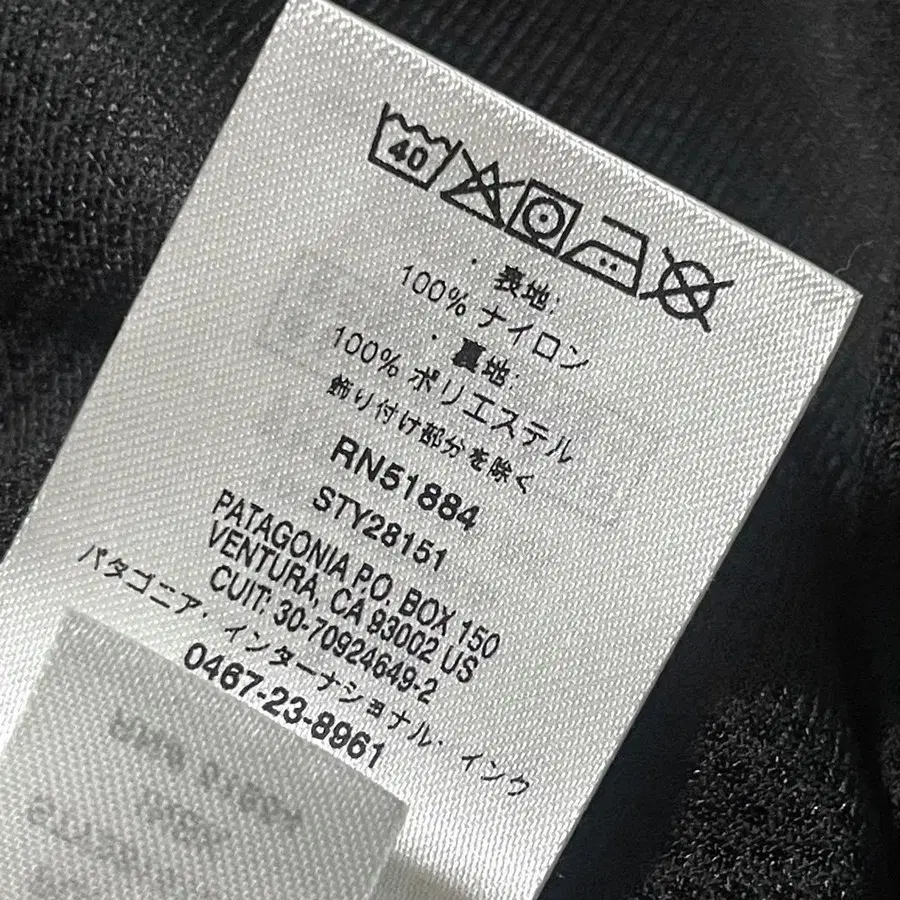 40
・表地:
100% ナイロン
・裏地:
100% ポリエステル
飾り付け部分を除く
RN51884
STY28151
PATAGONIA P.O. BOX 150
VENTURA, CA 93002 US
CUIT: 30-70924649-2
パタゴニア・インターナショナル・インク
0467-23-8961